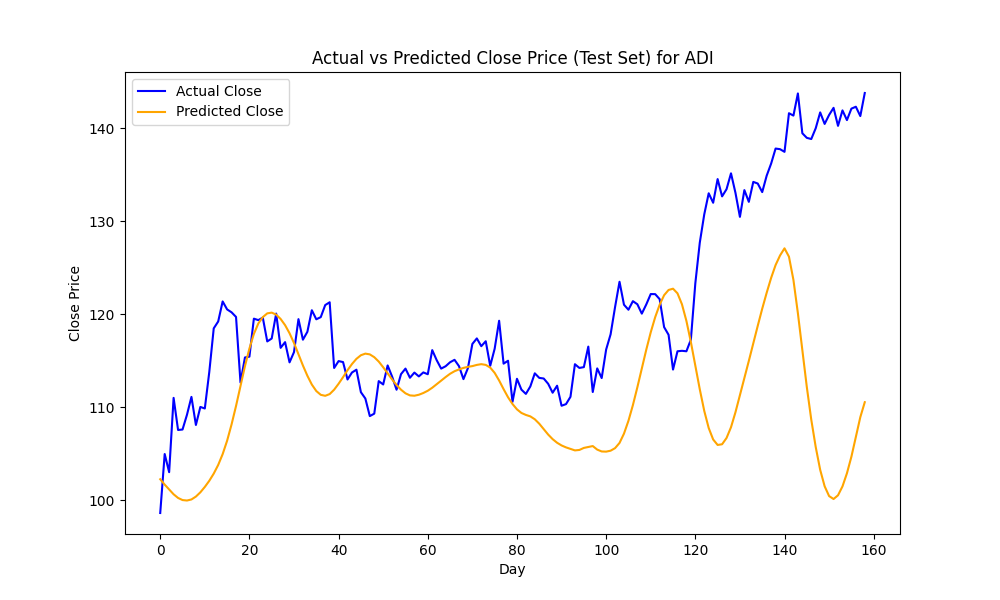 Actual vs Predicted Close Price (Test Set) for ADI
Actual Close
Predicted Close
Close Price
140
130
120
110
100
0 20 40 60 80 100 120 140 160
Day